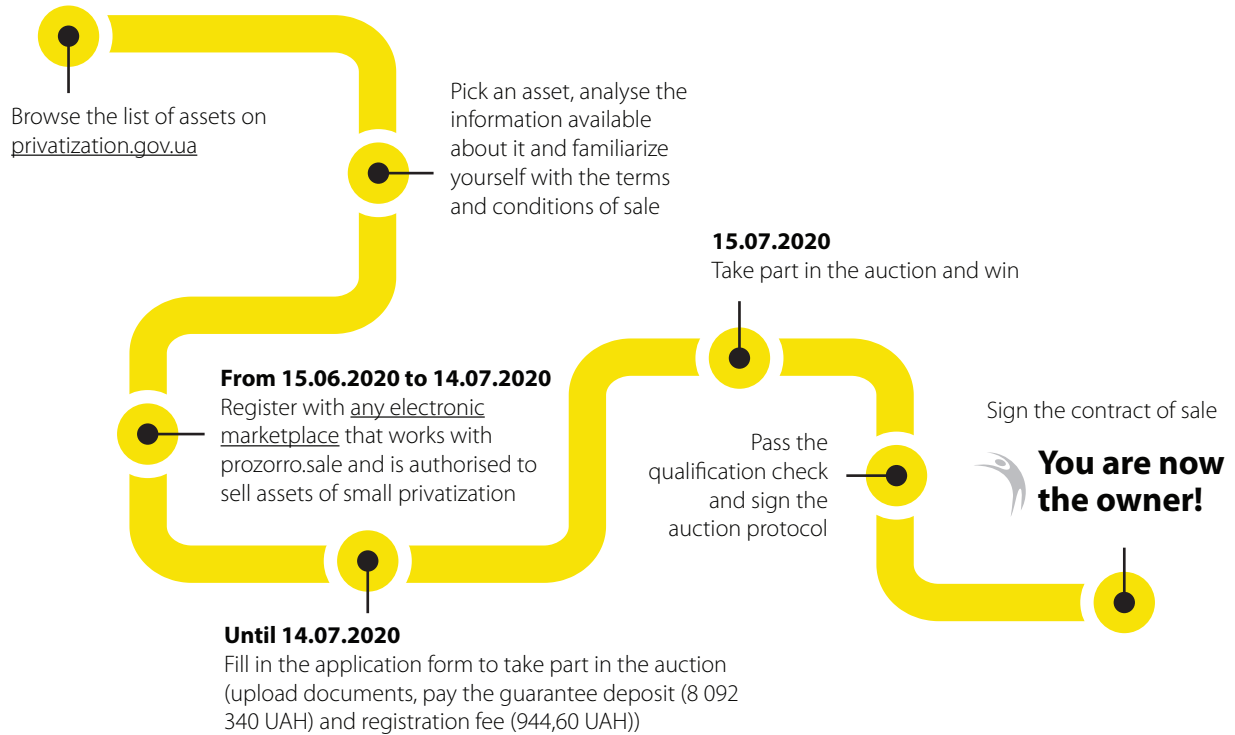 Browse the list of assets on
privatization.gov.ua
Pick an asset, analyse the
information available
about it and familiarize
yourself with the terms
and conditions of sale
From 15.06.2020 to 14.07.2020
Register with any electronic
marketplace that works with
prozorro.sale and is authorised to
sell assets of small privatization
Until 14.07.2020
Fill in the application form to take part in the auction
(upload documents, pay the guarantee deposit (8 092
340 UAH) and registration fee (944,60 UAH))
15.07.2020
Take part in the auction and win
Pass the
qualification check
and sign the
auction protocol
Sign the contract of sale
You are now
the owner!